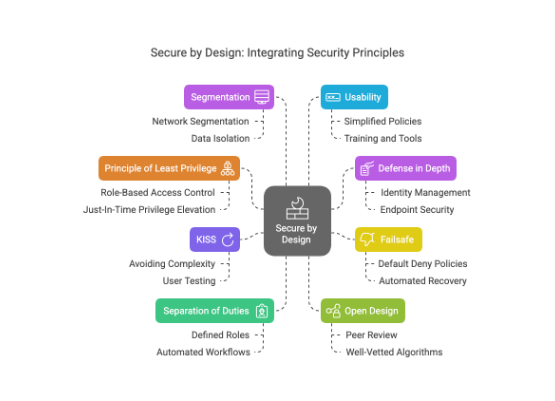 Secure by Design: Integrating Security Principles
Segmentation
Network Segmentation
Data Isolation
Principle of Least Privilege
Role-Based Access Control
Just-In-Time Privilege Elevation
KISS
Avoiding Complexity
User Testing
Separation of Duties
Defined Roles
Automated Workflows
Secure by
Design
Usability
Simplified Policies
Training and Tools
Defense in Depth
Identity Management
Endpoint Security
Failsafe
Default Deny Policies
Automated Recovery
Open Design
Peer Review
Well-Vetted Algorithms